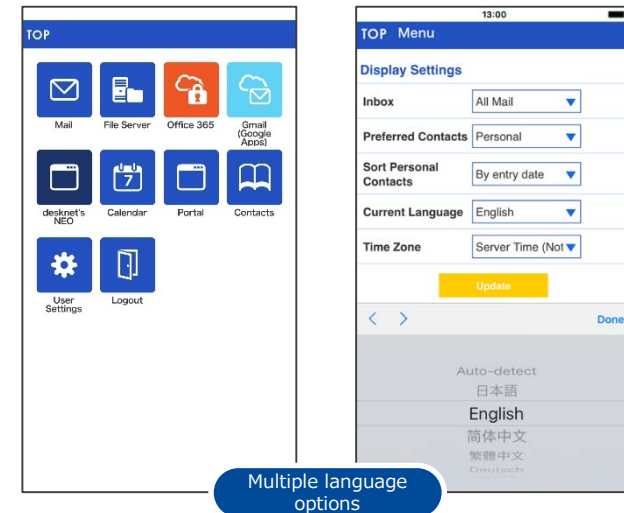 TOP
Mail
File Server
Office 365
Gmail
(Google
Apps)
desknet's
NEO
7
Calendar
Portal
Contacts
User
Settings
Logout
13:00
TOP Menu
Display Settings
Inbox
All Mail
Preferred Contacts
Personal
Sort Personal
Contacts
By entry date
Current Language
English
Time Zone
Server Time (Not
Update
Done
Auto-detect
日本語
English
简体中文
繁體中文
Deutsch
Multiple language
options